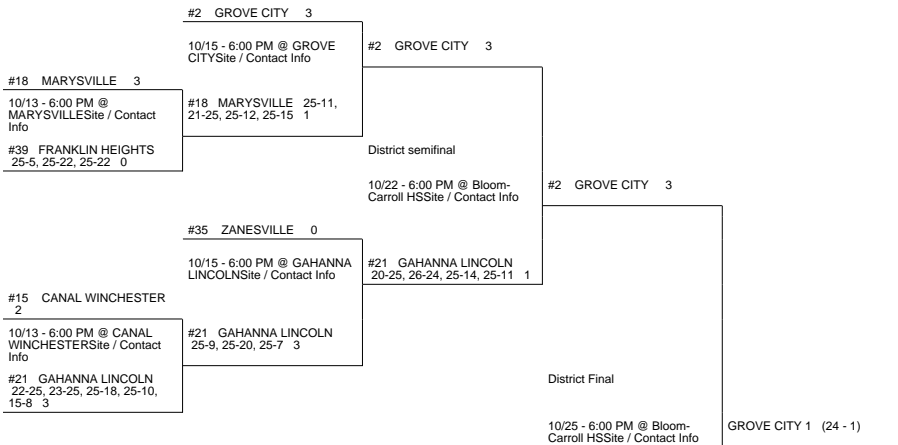 #2 GROVE CITY 3
10/15 - 6:00 PM @ GROVE
CITYSite / Contact Info
#2 GROVE CITY 3
#18 MARYSVILLE 3
10/13 - 6:00 PM @
MARYSVILLESite / Contact
Info
#18 MARYSVILLE 25-11,
21-25, 25-12, 25-15 1
#39 FRANKLIN HEIGHTS
25-5, 25-22, 25-22 0
District semifinal
10/22 - 6:00 PM @ Bloom-
Carroll HSSite / Contact Info
#2 GROVE CITY 3
#35 ZANESVILLE 0
10/15 - 6:00 PM @ GAHANNA
LINCOLNSite / Contact Info
#21 GAHANNA LINCOLN
20-25, 26-24, 25-14, 25-11 1
#15 CANAL WINCHESTER
2
10/13 - 6:00 PM @ CANAL
WINCHESTERSite / Contact
Info
#21 GAHANNA LINCOLN
25-9, 25-20, 25-7 3
#21 GAHANNA LINCOLN
22-25, 23-25, 25-18, 25-10,
15-8 3
District Final
10/25 - 6:00 PM @ Bloom-
Carroll HSSite / Contact Info
GROVE CITY 1 (24 - 1)